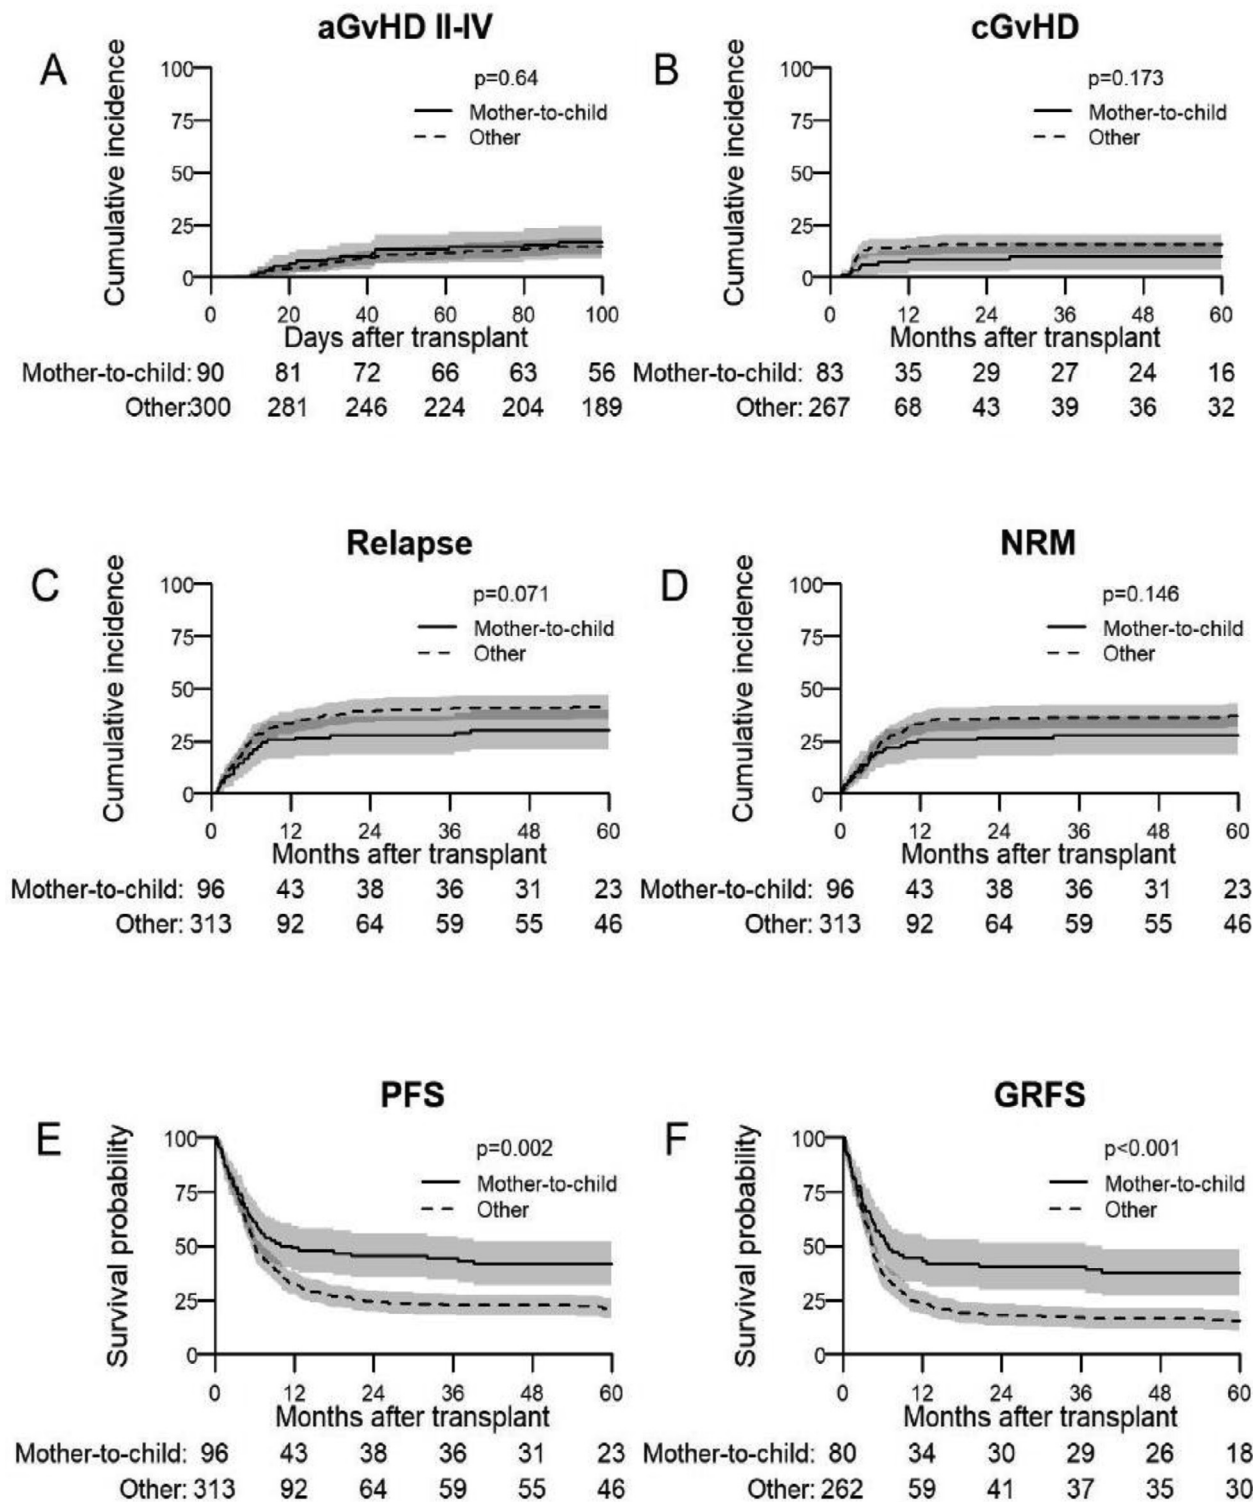 aGvHD II-IV
A
Cumulative incidence
100
75
50
25
0
p=0.64
Mother-to-child
Other
0 20 40 60 80 100
Days after transplant
Mother-to-child: 90 81 72 66 63 56
Other:300 281 246 224 204 189
cGvHD
B
Cumulative incidence
100
75
50
25
0
p=0.173
Mother-to-child
Other
0 12 24 36 48 60
Months after transplant
Mother-to-child: 83 35 29 27 24 16
Other: 267 68 43 39 36 32
Relapse
C
Cumulative incidence
100
75
50
25
0
p=0.071
Mother-to-child
Other
0 12 24 36 48 60
Months after transplant
Mother-to-child: 96 43 38 36 31 23
Other: 313 92 64 59 55 46
NRM
D
Cumulative incidence
100
75
50
25
0
p=0.146
Mother-to-child
Other
0 12 24 36 48 60
Months after transplant
Mother-to-child: 96 43 38 36 31 23
Other: 313 92 64 59 55 46
PFS
E
Survival probability
100
75
50
25
0
p=0.002
Mother-to-child
Other
0 12 24 36 48 60
Months after transplant
Mother-to-child: 96 43 38 36 31 23
Other: 313 92 64 59 55 46
GRFS
F
Survival probability
100
75
50
25
0
p<0.001
Mother-to-child
Other
0 12 24 36 48 60
Months after transplant
Mother-to-child: 80 34 30 29 26 18
Other: 262 59 41 37 35 30